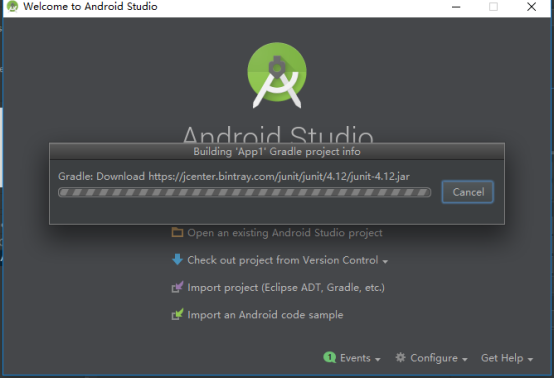 Welcome to Android Studio
Android Studio
Building 'App1' Gradle project info
Gradle: Download https://jcenter.bintray.com/junit/junit/4.12/junit-4.12.jar
Cancel
Open an existing Android Studio project
Check out project from Version Control
Import project (Eclipse ADT, Gradle, etc.)
Import an Android code sample
1 Events Configure Get Help